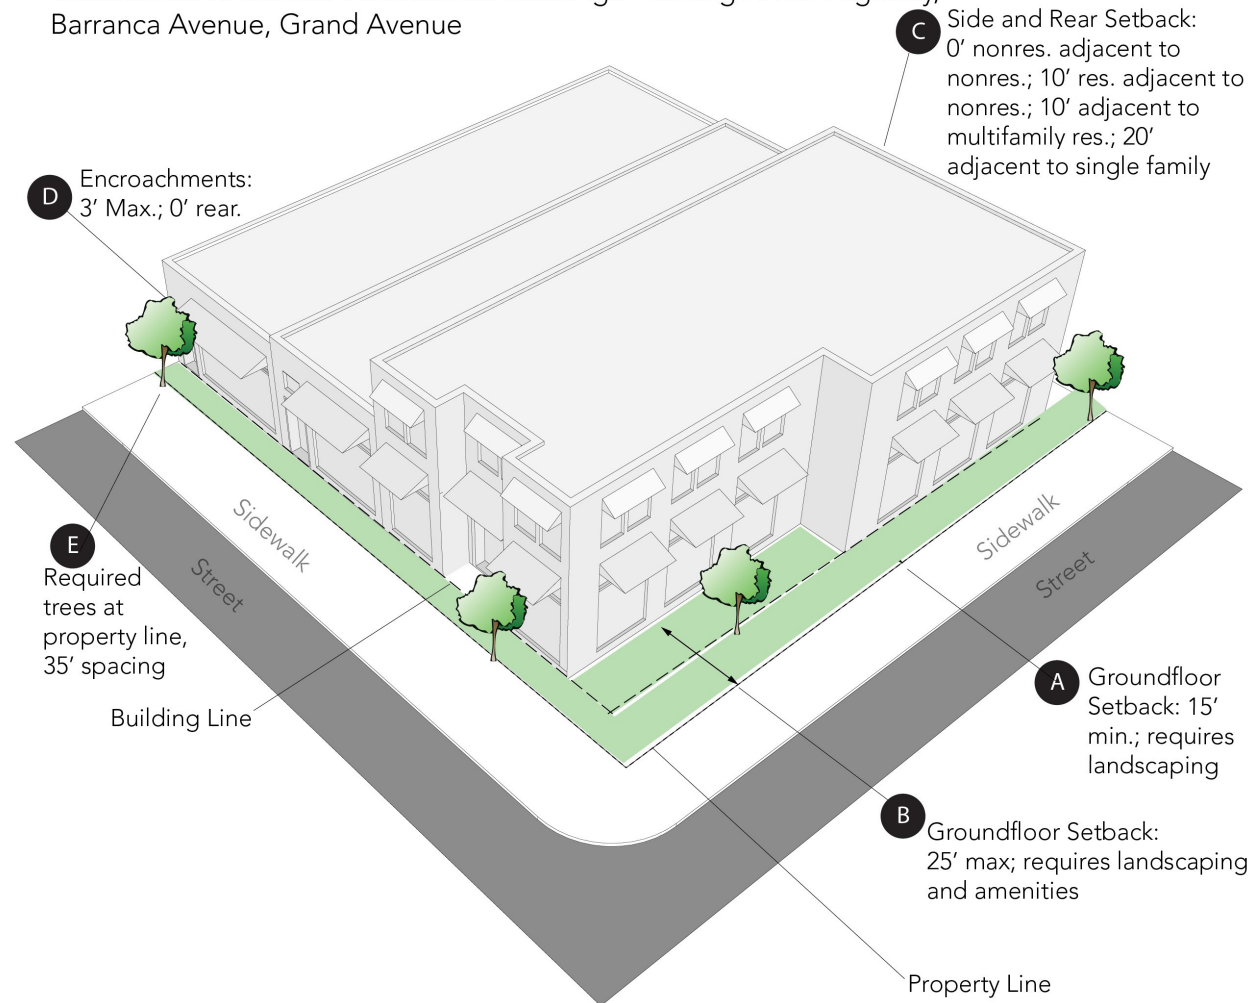 Barranca Avenue, Grand Avenue
C
Side and Rear Setback:
0' nonres. adjacent to
nonres.; 10' res. adjacent to
nonres.; 10' adjacent to
multifamily res.; 20'
adjacent to single family
D
Encroachments:
3' Max.; 0' rear.
Sidewalk
Street
E
Required
trees at
property line,
35' spacing
Building Line
Sidewalk
Street
A
Groundfloor
Setback: 15'
min.; requires
landscaping
B
Groundfloor Setback:
25' max; requires landscaping
and amenities
Property Line